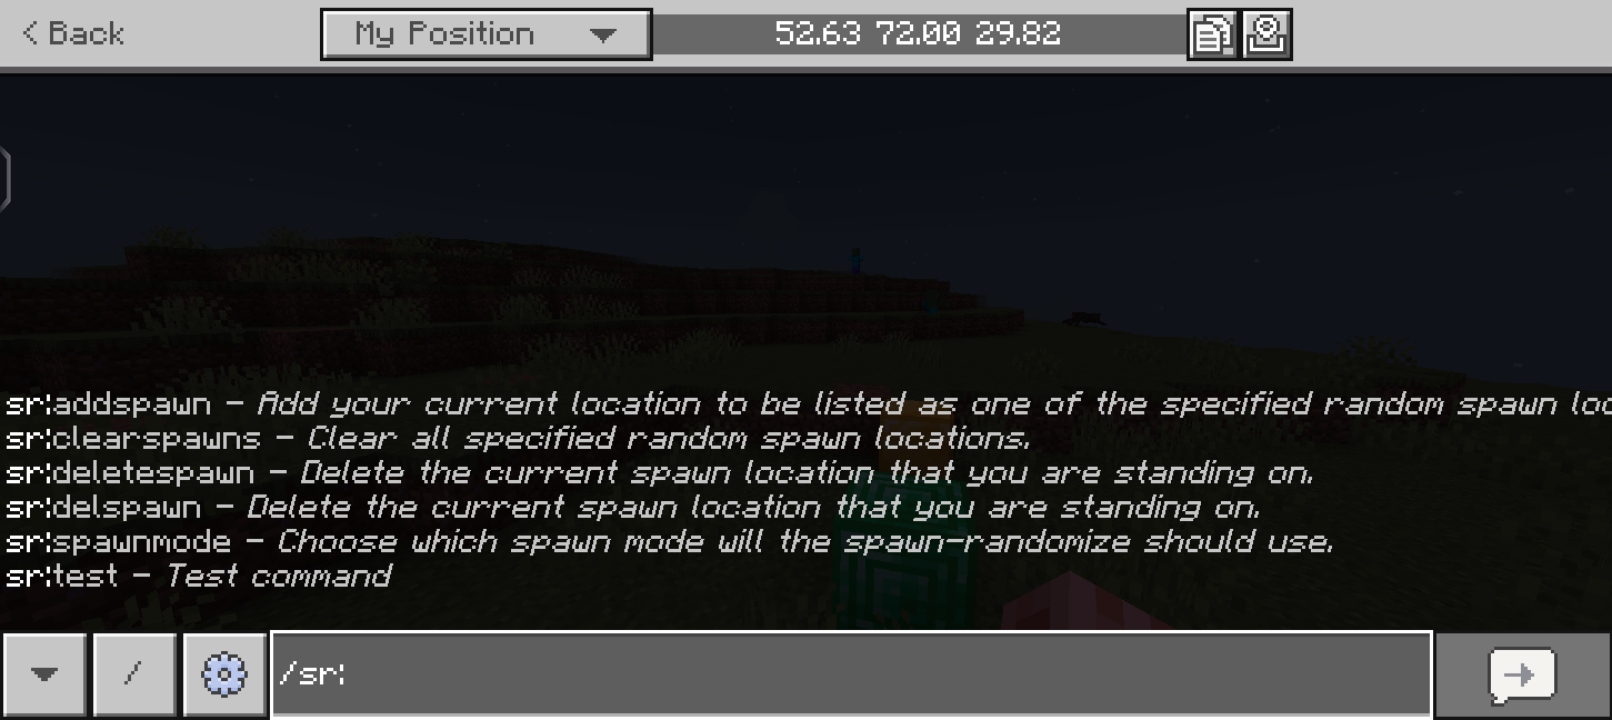 < Back
My Position
52.63 72.00 29.82
sr:addspawn - Add your current location to be listed as one of the specified random spawn loc
sr:clearspawns - Clear all specified random spawn locations.
sr:deletespawn - Delete the current spawn location that you are standing on.
sr:delspawn - Delete the current spawn location that you are standing on.
sr:spawnmode - Choose which spawn mode will the spawn-randomize should use.
sr:test - Test command
/
/sr: